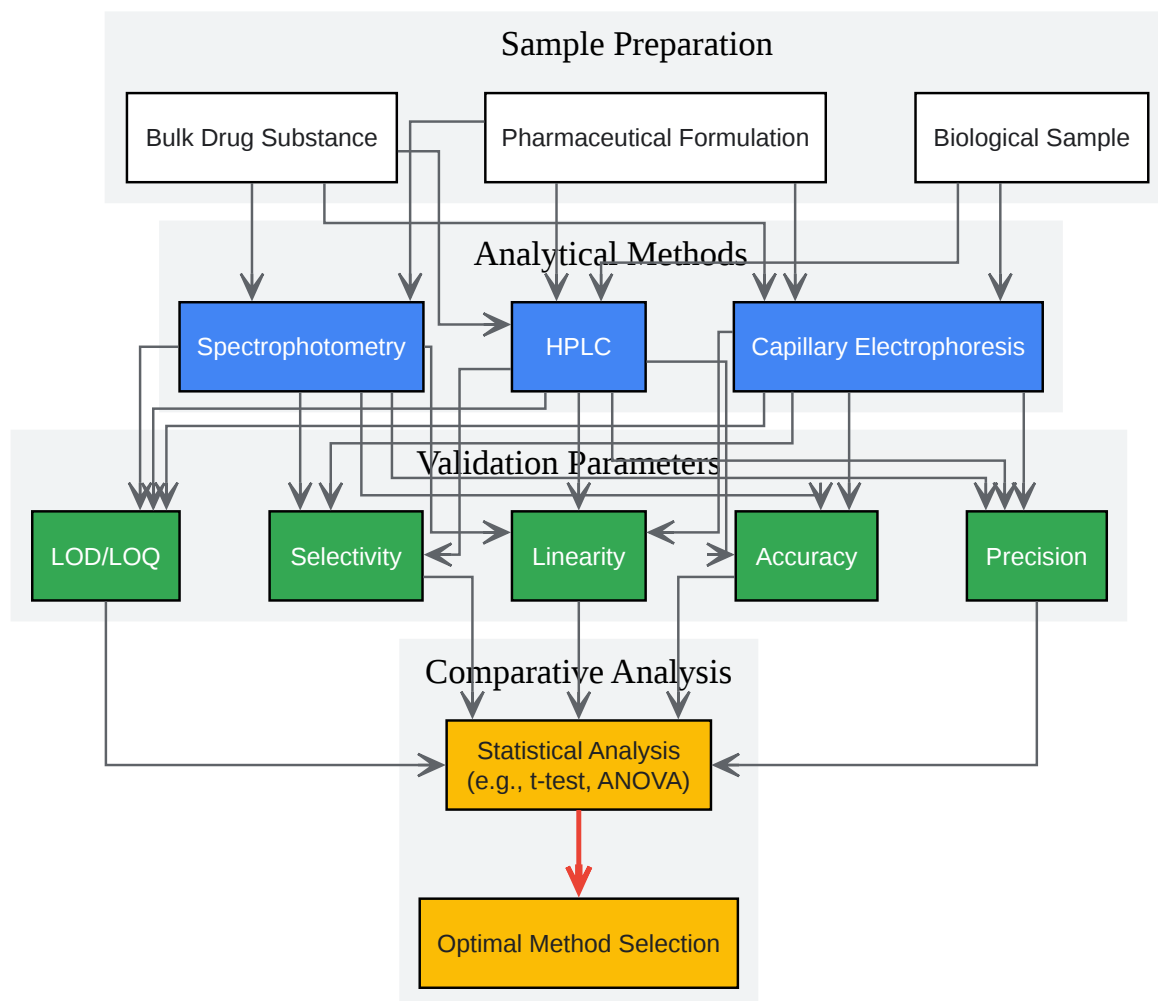 Sample Preparation
Bulk Drug Substance
Pharmaceutical Formulation
Biological Sample
Analytical Methods
Spectrophotometry
HPLC
Capillary Electrophoresis
Validation Parameters
LOD/LOQ
Selectivity
Linearity
Accuracy
Precision
Comparative Analysis
Statistical Analysis
(e.g., t-test, ANOVA)
Optimal Method Selection